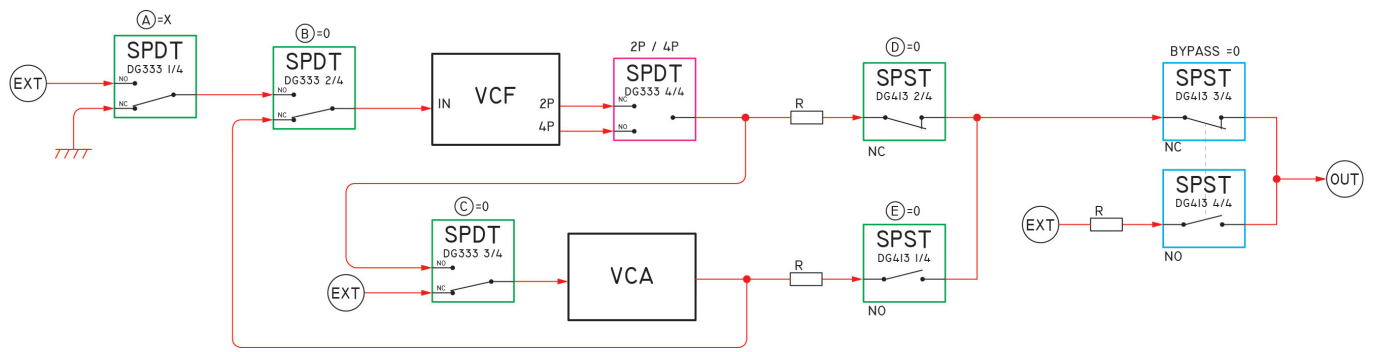 Ⓐ=X
SPDT
DG333 1/4
EXT
NO
NC
Ⓑ=0
SPDT
DG333 2/4
NO
NC
VCF
IN
2P
4P
2P / 4P
SPDT
DG333 4/4
NC
NO
R
Ⓓ=0
SPST
DG413 2/4
NC
BYPASS =0
SPST
DG413 3/4
NC
SPST
DG413 4/4
NO
EXT
R
OUT
Ⓒ=0
SPDT
DG333 3/4
NO
NC
EXT
VCA
R
Ⓔ=0
SPST
DG413 1/4
NO